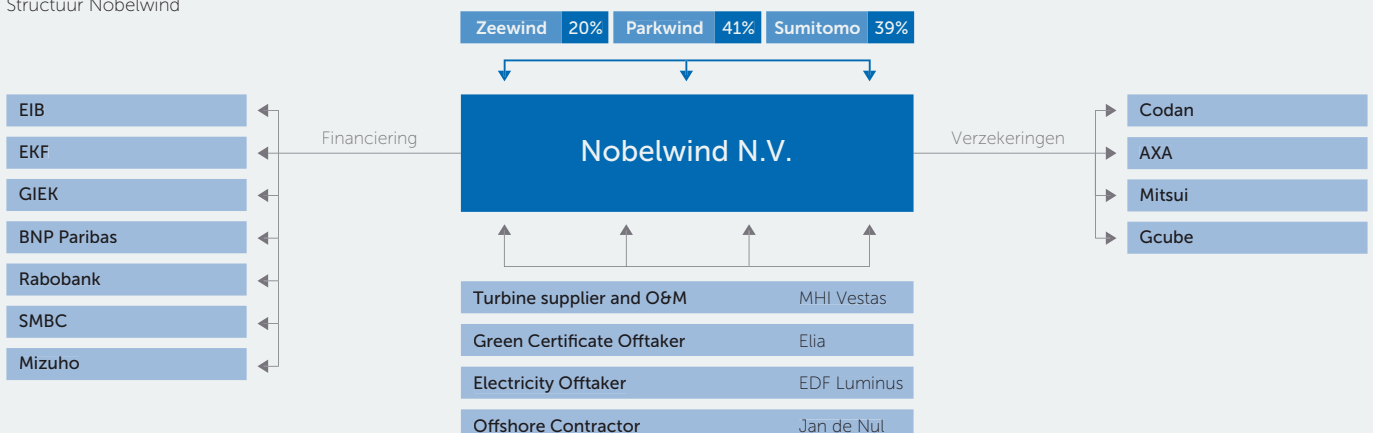 Structuur Nobelwind
Zeewind 20% Parkwind 41% Sumitomo 39%
EIB
EKF
GIEK
BNP Paribas
Rabobank
SMBC
Mizuho
Financiering
Nobelwind N.V.
Verzekeringen
Codan
AXA
Mitsui
Gcube
Turbine supplier and O&M MHI Vestas
Green Certificate Offtaker Elia
Electricity Offtaker EDF Luminus
Offshore Contractor Jan de Nul